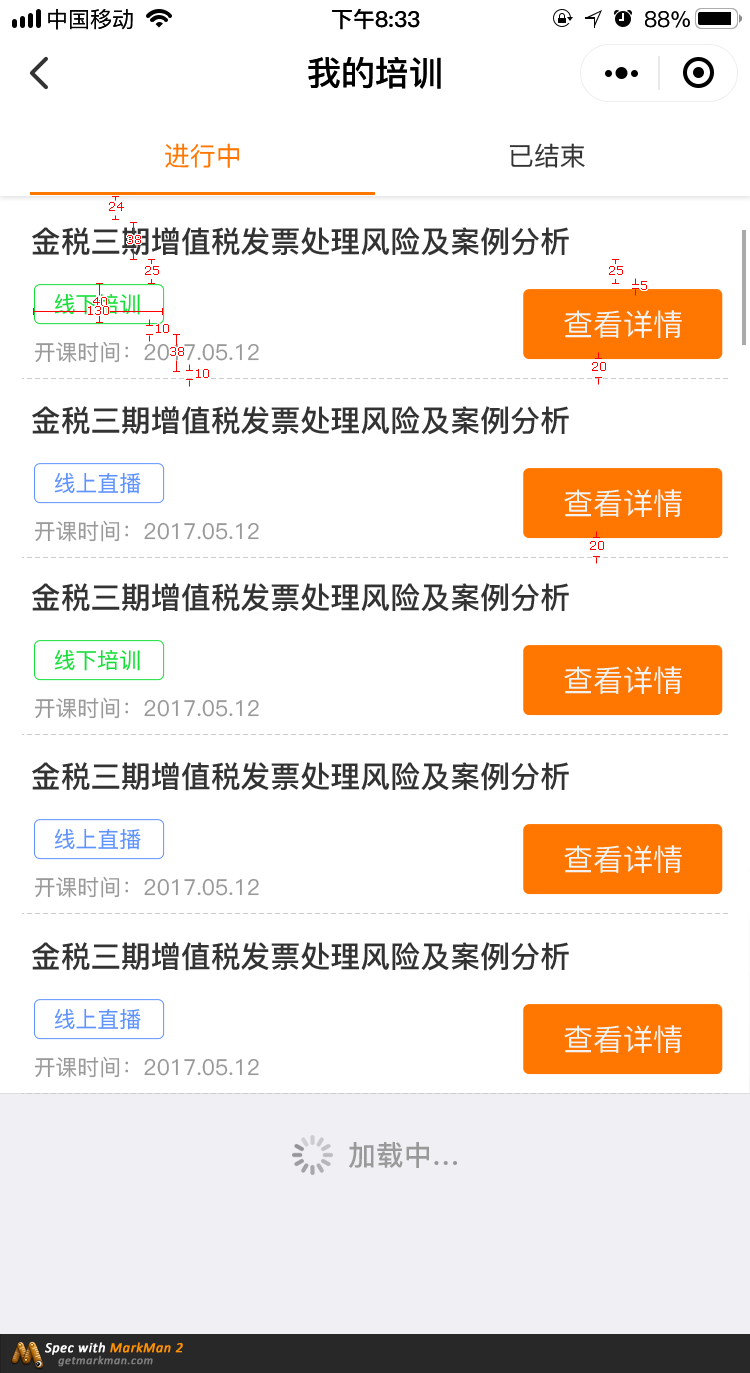 中国移动 下午8:33 88%
我的培训
进行中 已结束
24
金税三期增值税发票处理风险及案例分析
38
25 25
5
线下培训
40
130
查看详情
10
开课时间：2017.05.12
38
20
10
金税三期增值税发票处理风险及案例分析
线上直播
查看详情
开课时间：2017.05.12
20
金税三期增值税发票处理风险及案例分析
线下培训
查看详情
开课时间：2017.05.12
金税三期增值税发票处理风险及案例分析
线上直播
查看详情
开课时间：2017.05.12
金税三期增值税发票处理风险及案例分析
线上直播
查看详情
开课时间：2017.05.12
加载中...
Spec with MarkMan 2
getmarkman.com